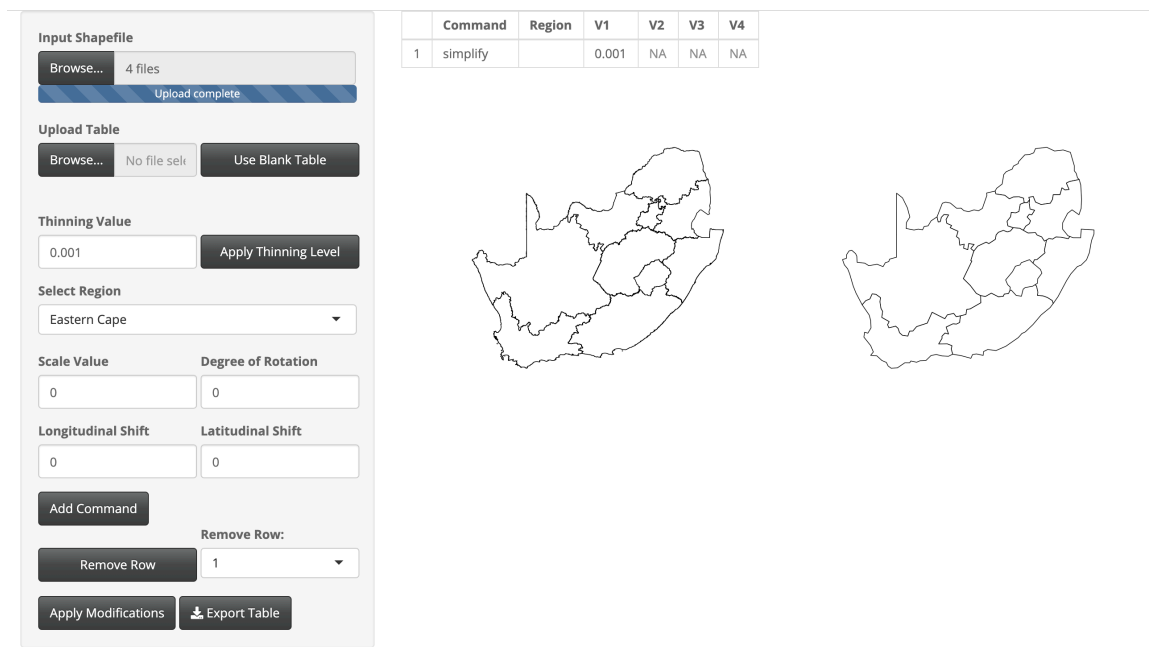 Input Shapefile
Browse... 4 files
Upload complete
Upload Table
Browse... No file sele Use Blank Table
Thinning Value
0.001 Apply Thinning Level
Select Region
Eastern Cape
Scale Value Degree of Rotation
0 0
Longitudinal Shift Latitudinal Shift
0 0
Add Command
Remove Row:
Remove Row 1
Apply Modifications Export Table
Command Region V1 V2 V3 V4
1 simplify 0.001 NA NA NA